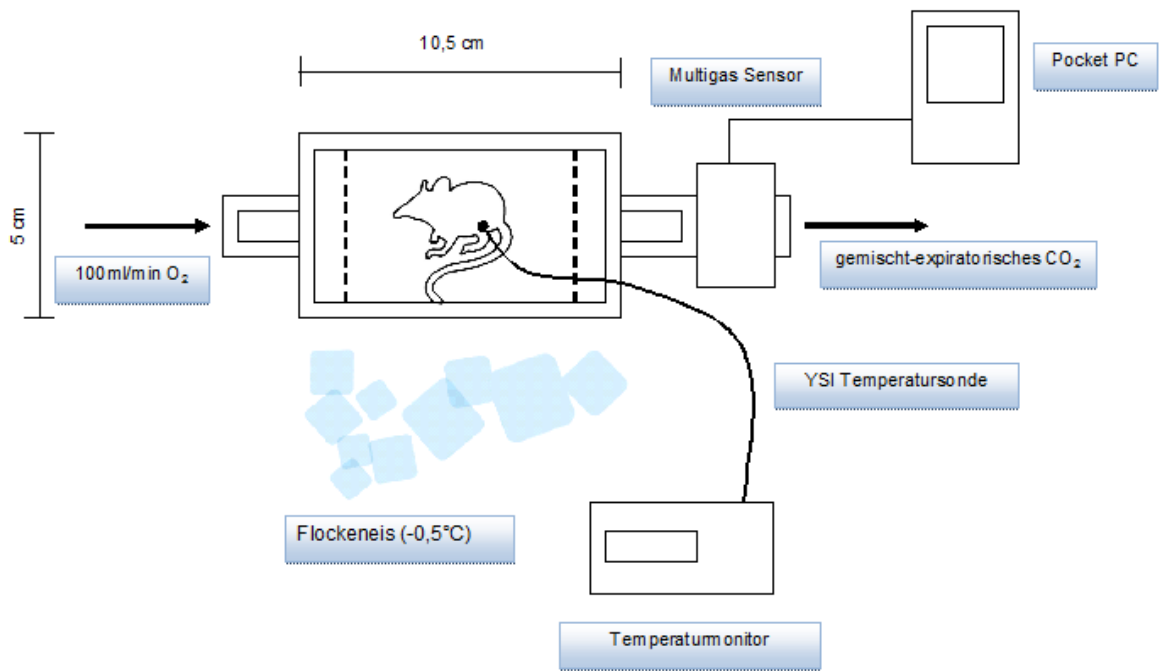 10,5 cm
Multigas Sensor
Pocket PC
5 cm
100ml/min O₂
gemischt-expiratorisches CO₂
YSI Temperatursonde
Flockeneis (-0,5°C)
Temperaturmonitor